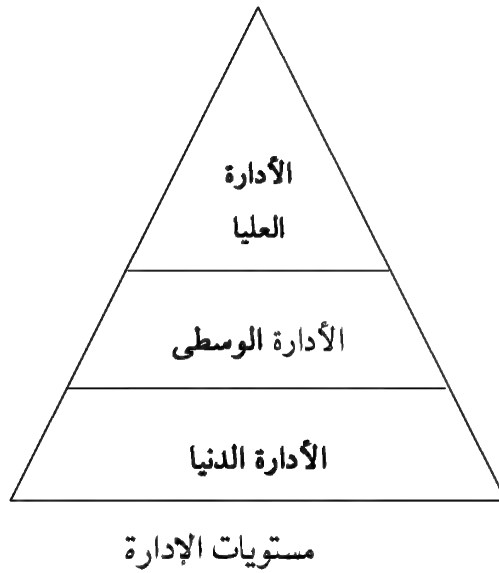 الأدارة
العليا
الأدارة الوسطى
الأدارة الدنيا
مستويات الإدارة